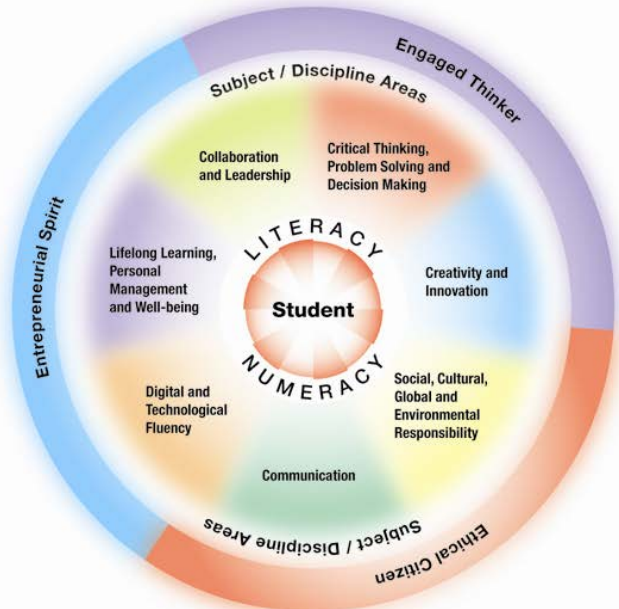 Engaged Thinker
Subject / Discipline Areas
Collaboration
and Leadership
Critical Thinking,
Problem Solving and
Decision Making
Entrepreneurial Spirit
LITERACY
Lifelong Learning,
Personal
Management
and Well-being
Creativity and
Innovation
Student
NUMERACY
Digital and
Technological
Fluency
Social, Cultural,
Global and
Environmental
Responsibility
Communication
Subject / Discipline Areas
Ethical Citizen